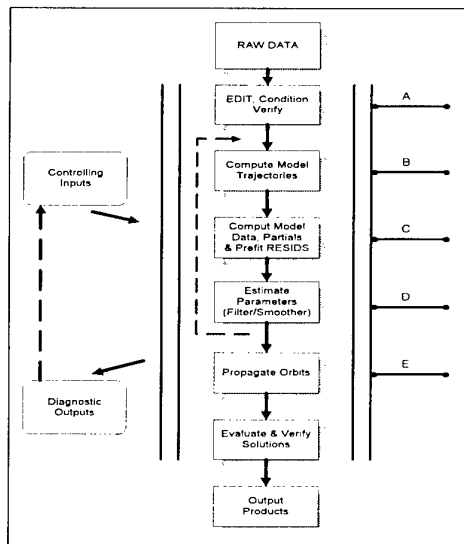 RAW DATA
EDIT, Condition
Verify
A
Compute Model
Trajectories
B
Controlling
Inputs
Comput Model
Data, Partials
& Prefit RESIDS
C
Estimate
Parameters
(Filter/Smoother)
D
Propagate Orbits
E
Diagnostic
Outputs
Evaluate & Verify
Solutions
Output
Products